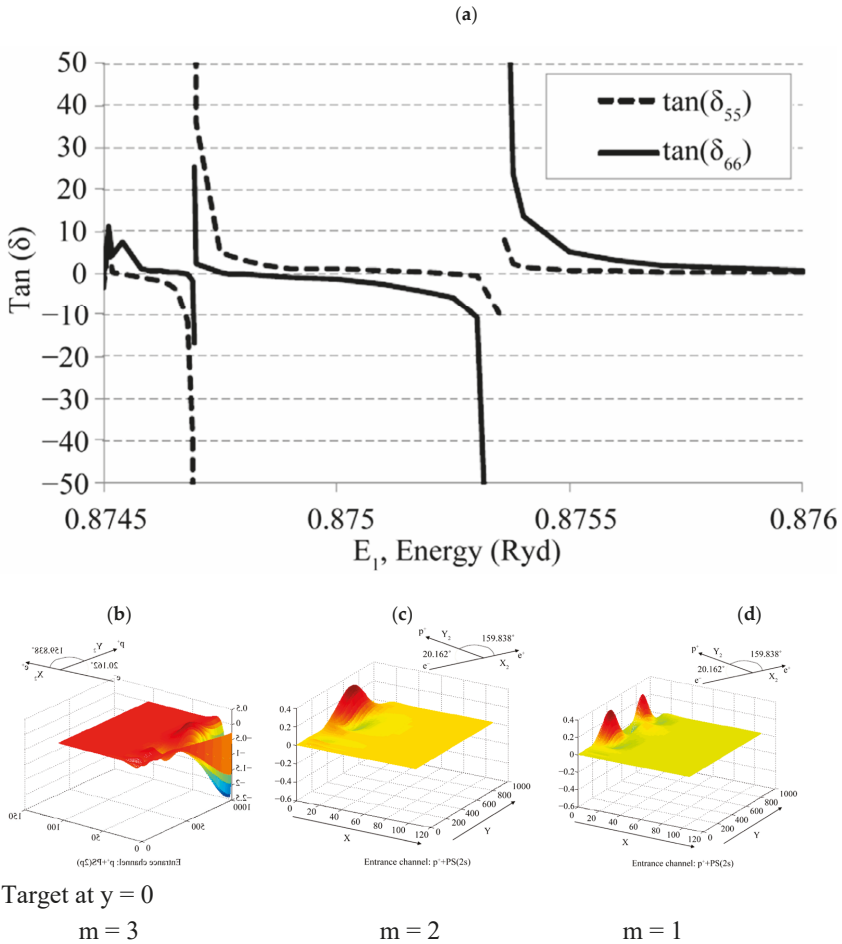 (a)
50
40
30
20
10
0
−10
−20
−30
−40
−50
Tan (δ)
tan(δ55)
tan(δ66)
0.8745 0.875 0.8755 0.876
E1, Energy (Ryd)
(b) (c) (d)
p⁺
Y2
159.838°
20.162°
X2
e⁺
e⁻
0.5
0
−0.5
−1
−1.5
−2
−2.5
1000
500
0
150
100
50
0
Entrance channel: p⁻+PS(2p)
p⁻
Y2
159.838°
20.162°
e⁺
e⁻
X2
0.4
0.2
0
−0.2
−0.4
−0.6
0 20 40 60 80 100 120
X
0 200 400 600 800 1000
Y
Entrance channel: p⁻+PS(2s)
p⁻
Y2
159.838°
20.162°
e⁺
e⁻
X2
0.4
0.2
0
−0.2
−0.4
−0.6
0 20 40 60 80 100 120
X
0 200 400 600 800 1000
Y
Entrance channel: p⁻+PS(2s)
Target at y = 0
m = 3 m = 2 m = 1